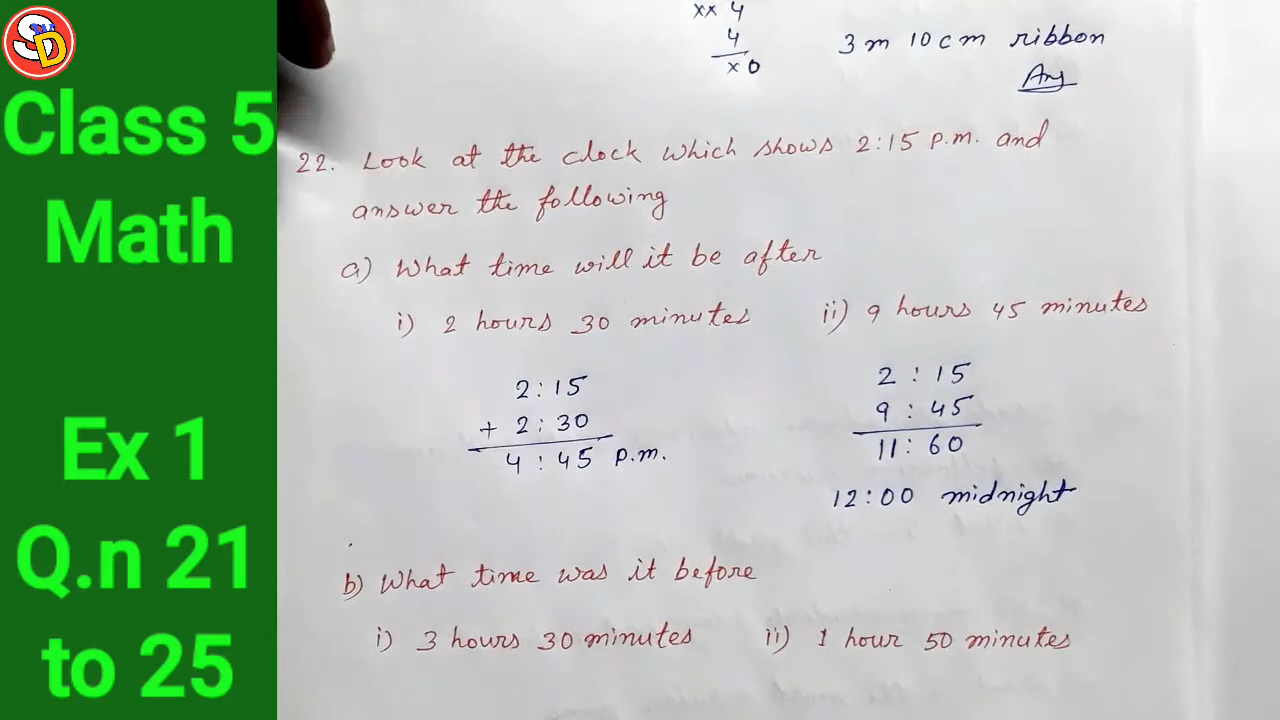 SD
Class 5
Math
Ex 1
Q.n 21
to 25
xx 4
4
x 0
3 m 10 cm ribbon
Ans
22. Look at the clock which shows 2:15 p.m. and
answer the following
a) What time will it be after
i) 2 hours 30 minutes ii) 9 hours 45 minutes
2:15
+ 2:30
4:45 p.m.
2:15
9:45
11:60
12:00 midnight
b) What time was it before
i) 3 hours 30 minutes ii) 1 hour 50 minutes